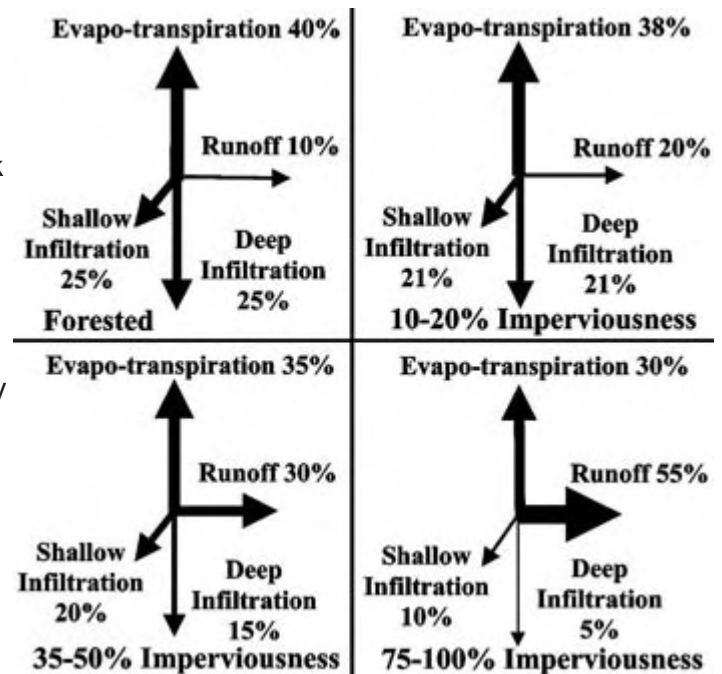 Evapo-transpiration 40%
Runoff 10%
Shallow
Infiltration
25%
Deep
Infiltration
25%
Forested
Evapo-transpiration 38%
Runoff 20%
Shallow
Infiltration
21%
Deep
Infiltration
21%
10-20% Imperviousness
Evapo-transpiration 35%
Runoff 30%
Shallow
Infiltration
20%
Deep
Infiltration
15%
35-50% Imperviousness
Evapo-transpiration 30%
Runoff 55%
Shallow
Infiltration
10%
Deep
Infiltration
5%
75-100% Imperviousness